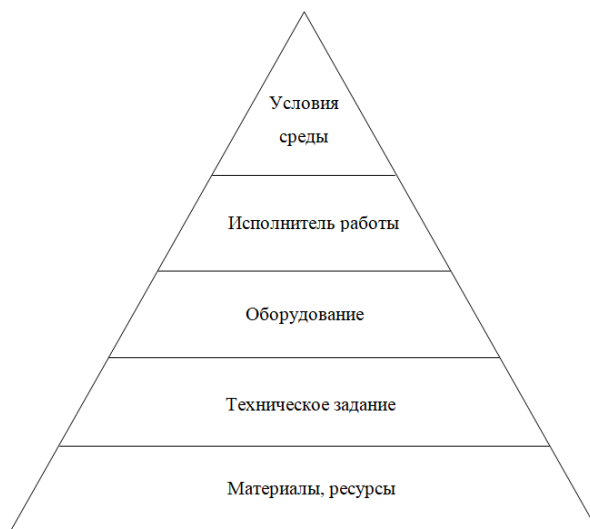 Условия
среды
Исполнитель работы
Оборудование
Техническое задание
Материалы, ресурсы